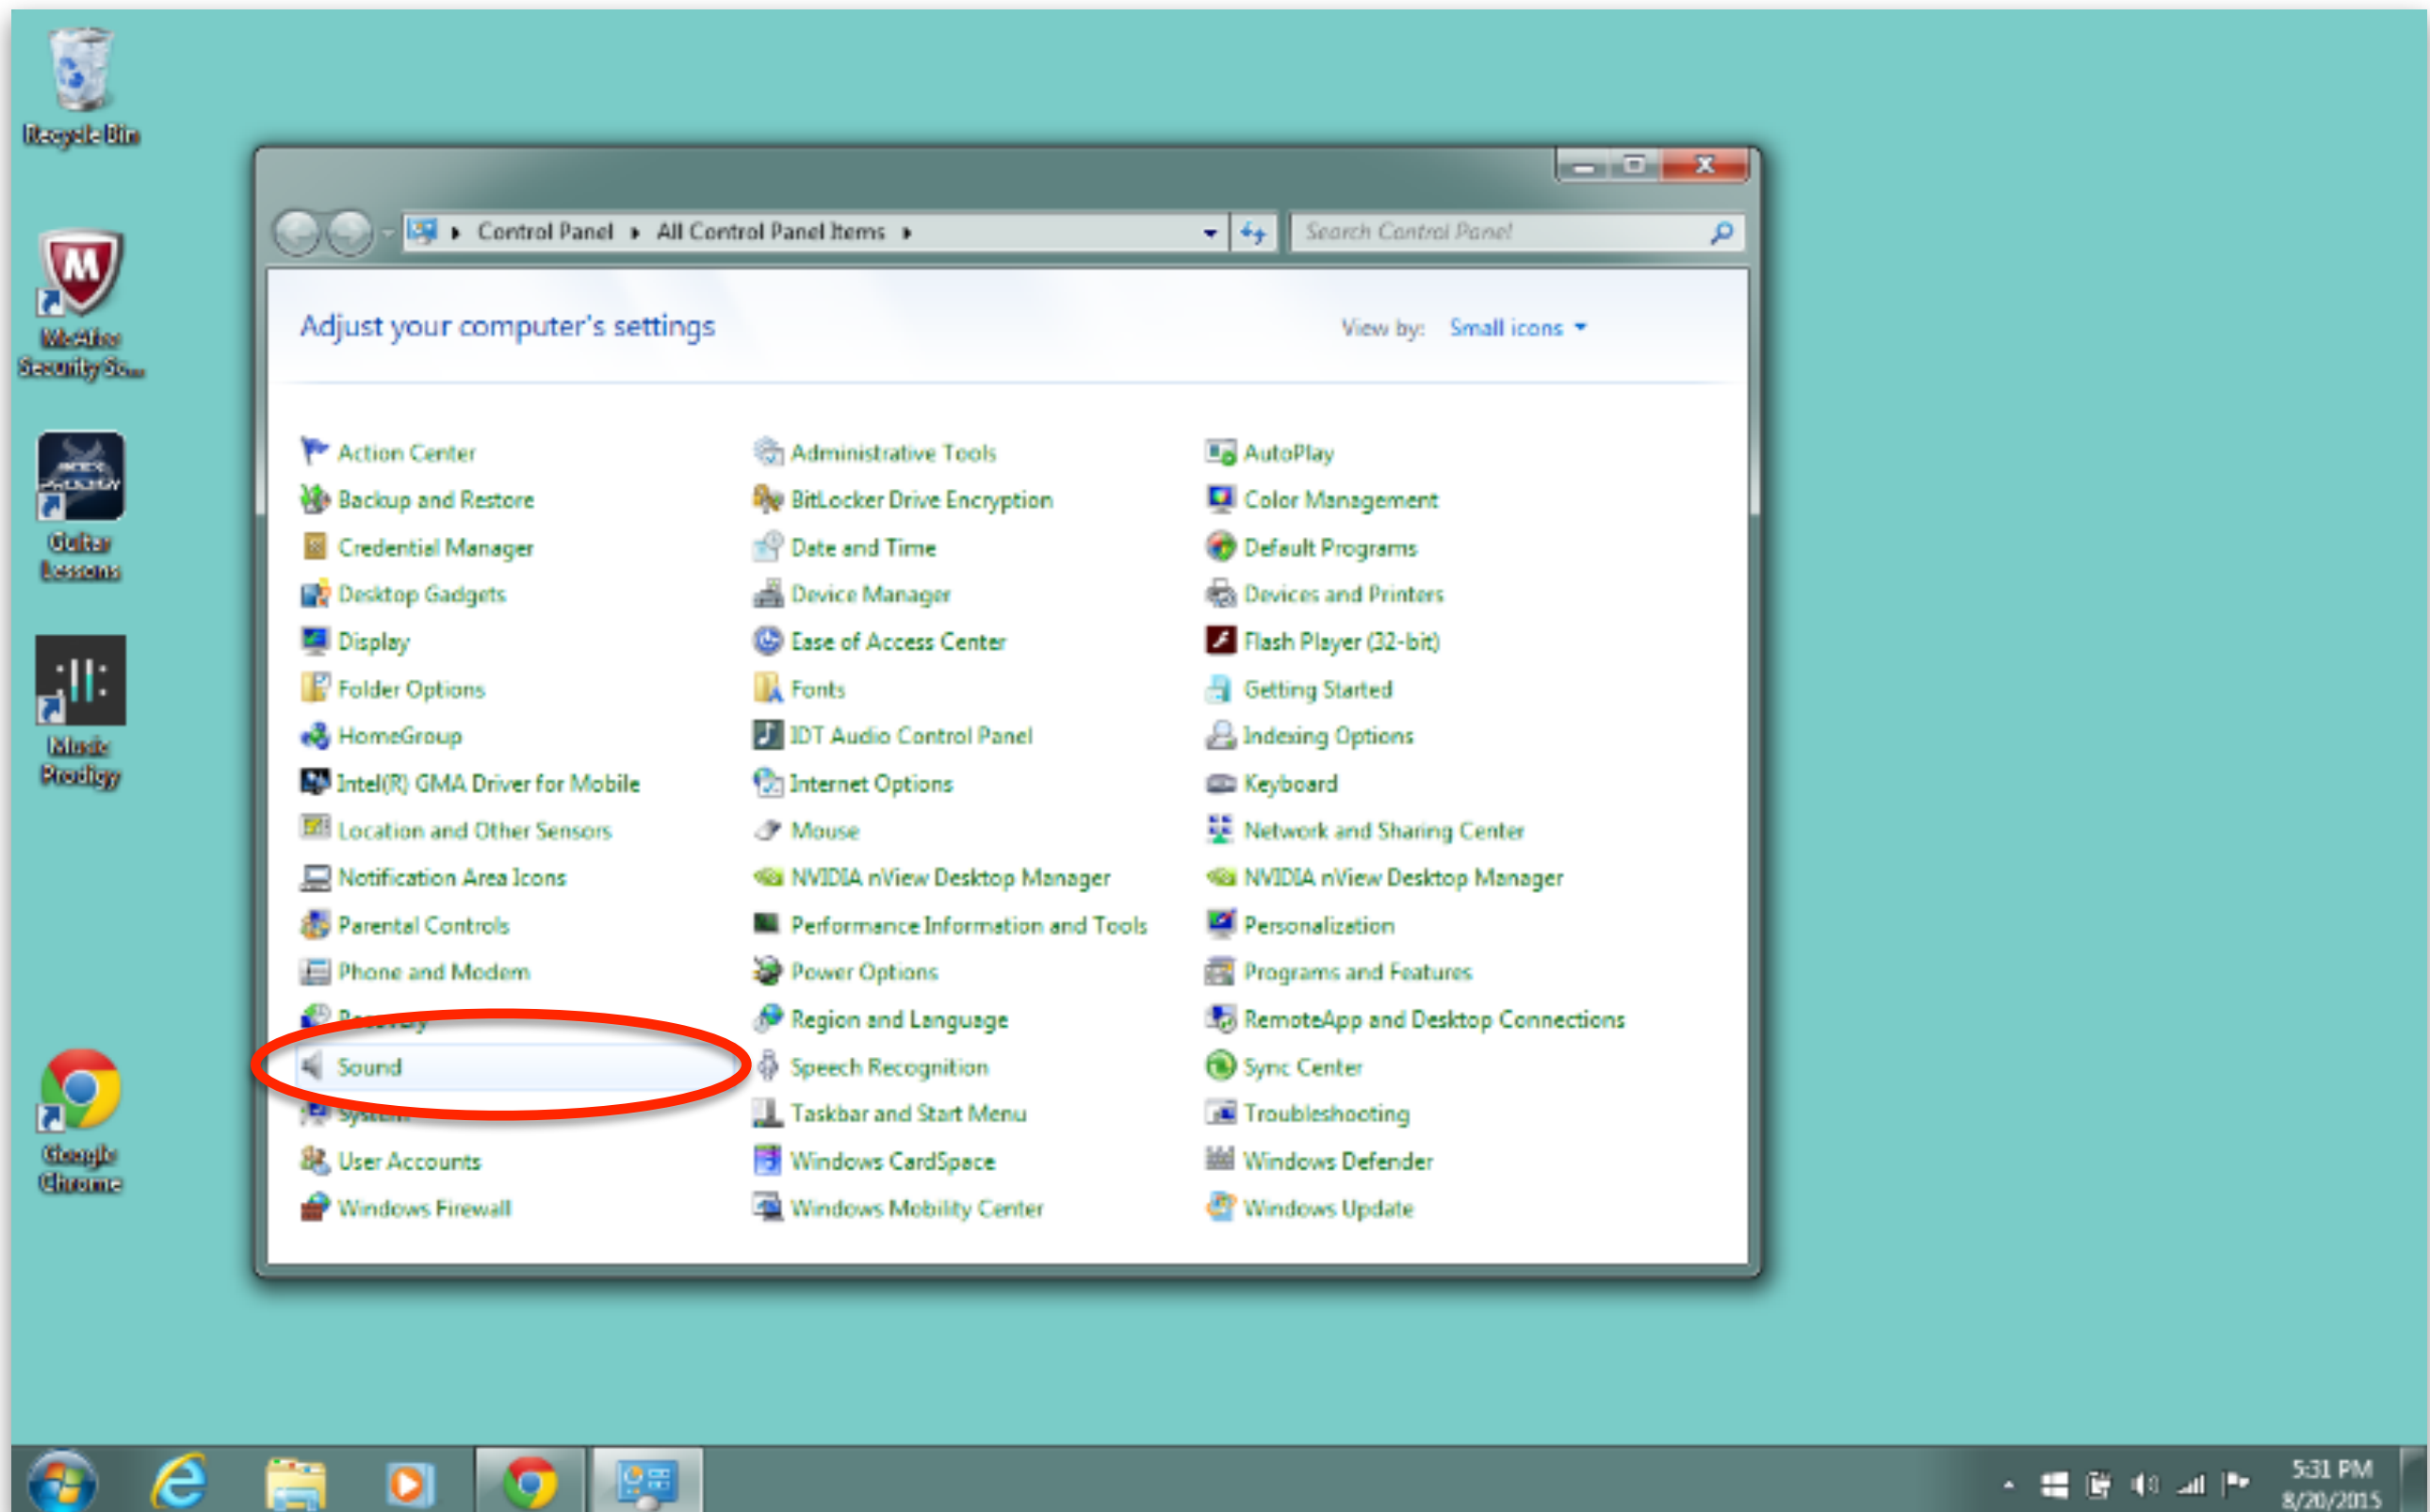 Recycle Bin
McAfee
Security Sc...
Guitar
Lessons
Music
Prodigy
Google
Chrome
Control Panel All Control Panel Items
Search Control Panel
Adjust your computer's settings
View by: Small icons
Action Center Administrative Tools AutoPlay
Backup and Restore BitLocker Drive Encryption Color Management
Credential Manager Date and Time Default Programs
Desktop Gadgets Device Manager Devices and Printers
Display Ease of Access Center Flash Player (32-bit)
Folder Options Fonts Getting Started
HomeGroup IDT Audio Control Panel Indexing Options
Intel(R) GMA Driver for Mobile Internet Options Keyboard
Location and Other Sensors Mouse Network and Sharing Center
Notification Area Icons NVIDIA nView Desktop Manager NVIDIA nView Desktop Manager
Parental Controls Performance Information and Tools Personalization
Phone and Modem Power Options Programs and Features
Recovery Region and Language RemoteApp and Desktop Connections
Sound Speech Recognition Sync Center
System Taskbar and Start Menu Troubleshooting
User Accounts Windows CardSpace Windows Defender
Windows Firewall Windows Mobility Center Windows Update
5:31 PM
8/20/2015